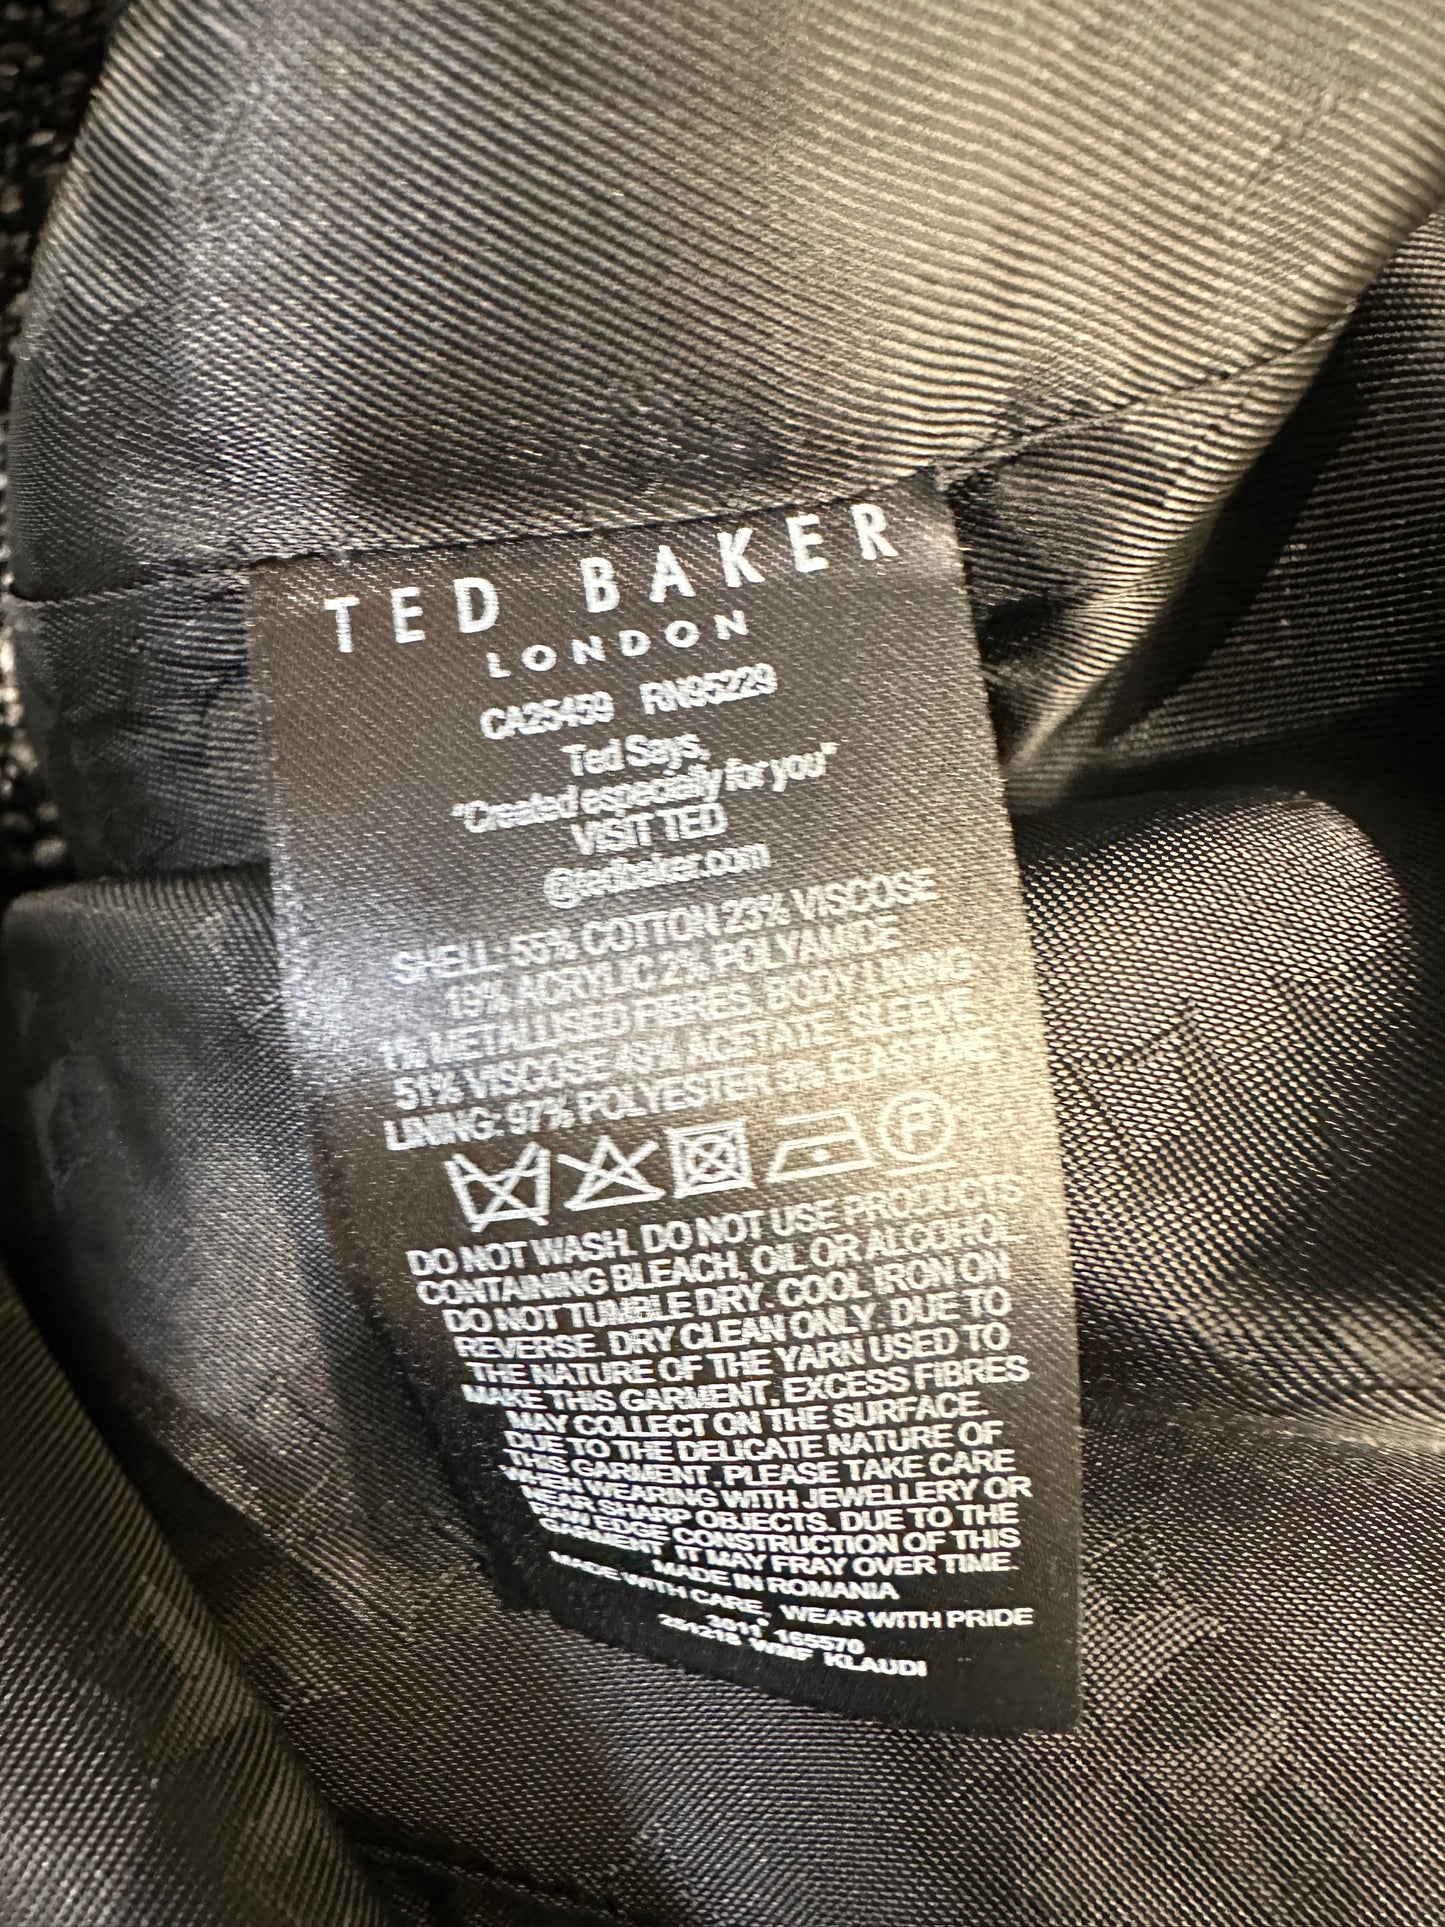 TED BAKER
LONDON
CA25459 RN95229
Ted Says,
"Created especially for you"
VISIT TED
@tedbaker.com
SHELL: 55% COTTON 23% VISCOSE
19% ACRYLIC 2% POLYAMIDE
1% METALLISED FIBRES. BODY LINING
51% VISCOSE 49% ACETATE. SLEEVE
LINING: 97% POLYESTER 3% ELASTANE
P
DO NOT WASH. DO NOT USE PRODUCTS
CONTAINING BLEACH, OIL OR ALCOHOL
DO NOT TUMBLE DRY. COOL IRON ON
REVERSE. DRY CLEAN ONLY. DUE TO
THE NATURE OF THE YARN USED TO
MAKE THIS GARMENT, EXCESS FIBRES
MAY COLLECT ON THE SURFACE.
DUE TO THE DELICATE NATURE OF
THIS GARMENT, PLEASE TAKE CARE
WHEN WEARING WITH JEWELLERY OR
NEAR SHARP OBJECTS. DUE TO THE
RAW EDGE CONSTRUCTION OF THIS
GARMENT IT MAY FRAY OVER TIME.
MADE IN ROMANIA
MADE WITH CARE, WEAR WITH PRIDE
3011 * 165570
251218 WMF KLAUDI